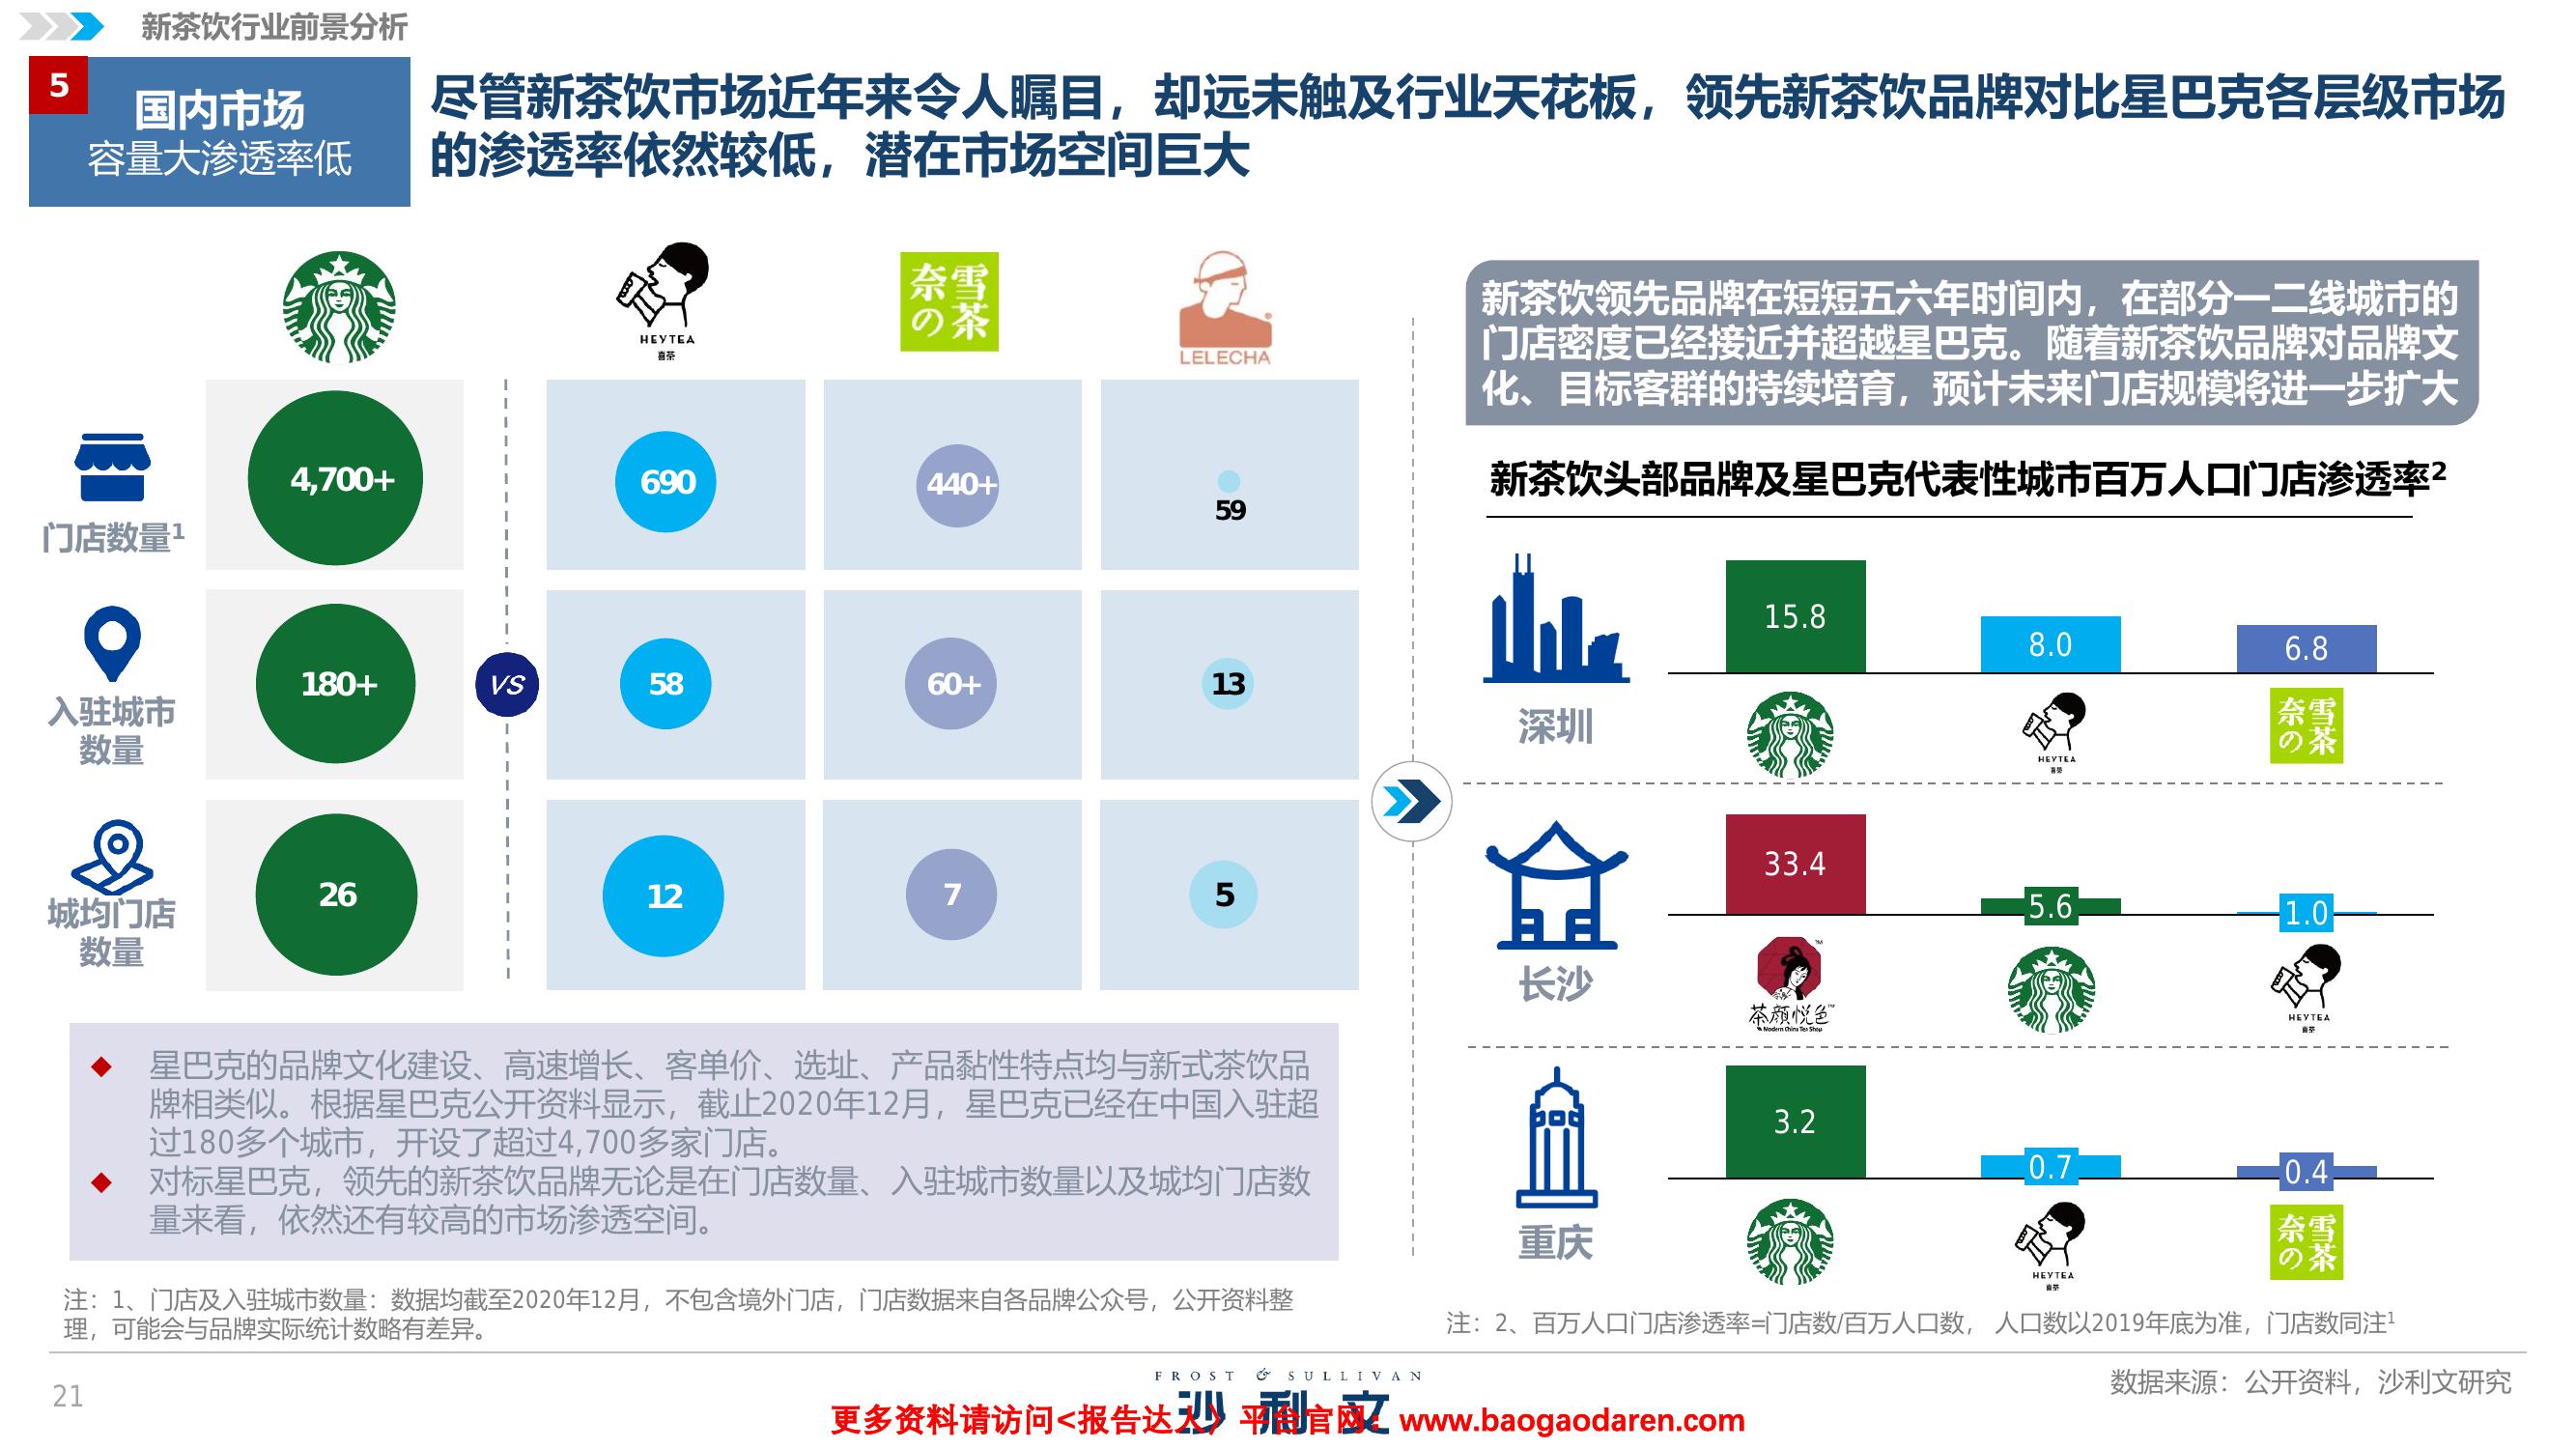 新茶饮行业前景分析
5
国内市场
容量大渗透率低
尽管新茶饮市场近年来令人瞩目，却远未触及行业天花板，领先新茶饮品牌对比星巴克各层级市场
的渗透率依然较低，潜在市场空间巨大
HEYTEA
喜茶
奈雪
の茶
LELECHA
门店数量1
4,700+
690
440+
59
入驻城市
数量
180+
VS
58
60+
13
城均门店
数量
26
12
7
5
星巴克的品牌文化建设、高速增长、客单价、选址、产品黏性特点均与新式茶饮品
牌相类似。根据星巴克公开资料显示，截止2020年12月，星巴克已经在中国入驻超
过180多个城市，开设了超过4,700多家门店。
对标星巴克，领先的新茶饮品牌无论是在门店数量、入驻城市数量以及城均门店数
量来看，依然还有较高的市场渗透空间。
注：1、门店及入驻城市数量：数据均截至2020年12月，不包含境外门店，门店数据来自各品牌公众号，公开资料整
理，可能会与品牌实际统计数略有差异。
新茶饮领先品牌在短短五六年时间内，在部分一二线城市的
门店密度已经接近并超越星巴克。随着新茶饮品牌对品牌文
化、目标客群的持续培育，预计未来门店规模将进一步扩大
新茶饮头部品牌及星巴克代表性城市百万人口门店渗透率2
深圳
15.8
8.0
6.8
HEYTEA
喜茶
奈雪
の茶
长沙
33.4
5.6
1.0
茶颜悦色
Modern China Tea Shop
HEYTEA
喜茶
重庆
3.2
0.7
0.4
HEYTEA
喜茶
奈雪
の茶
注：2、百万人口门店渗透率=门店数/百万人口数， 人口数以2019年底为准，门店数同注1
21
FROST & SULLIVAN
沙利文
更多资料请访问<报告达人>平台官网：www.baogaodaren.com
数据来源：公开资料，沙利文研究